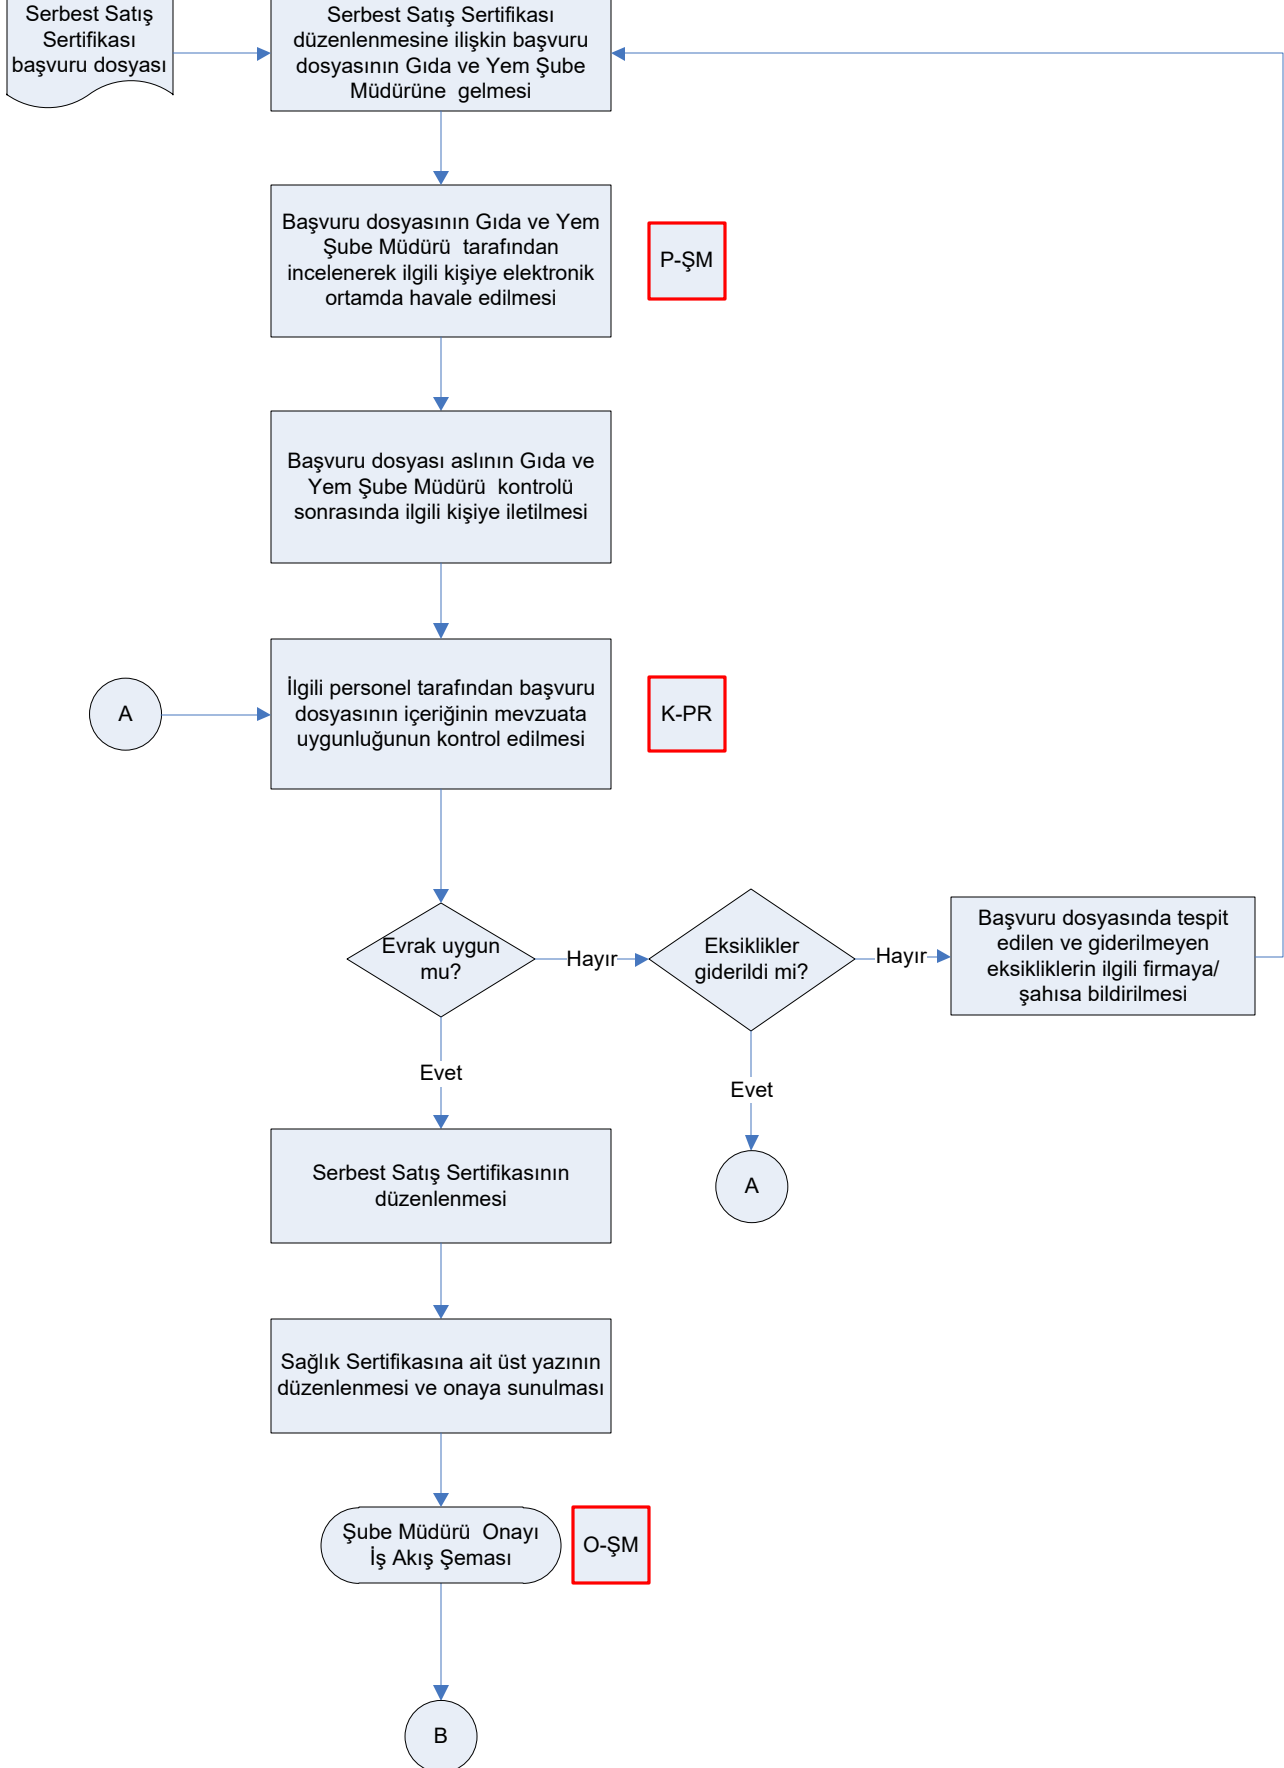 Serbest Satış
Sertifikası
başvuru dosyası
Serbest Satış Sertifikası
düzenlenmesine ilişkin başvuru
dosyasının Gıda ve Yem Şube
Müdürüne gelmesi
Başvuru dosyasının Gıda ve Yem
Şube Müdürü tarafından
incelenerek ilgili kişiye elektronik
ortamda havale edilmesi
P-ŞM
Başvuru dosyası aslının Gıda ve
Yem Şube Müdürü kontrolü
sonrasında ilgili kişiye iletilmesi
A
İlgili personel tarafından başvuru
dosyasının içeriğinin mevzuata
uygunluğunun kontrol edilmesi
K-PR
Evrak uygun
mu?
Hayır
Eksiklikler
giderildi mi?
Hayır
Başvuru dosyasında tespit
edilen ve giderilmeyen
eksikliklerin ilgili firmaya/
şahısa bildirilmesi
Evet
Evet
Serbest Satış Sertifikasının
düzenlenmesi
A
Sağlık Sertifikasına ait üst yazının
düzenlenmesi ve onaya sunulması
Şube Müdürü Onayı
İş Akış Şeması
O-ŞM
B